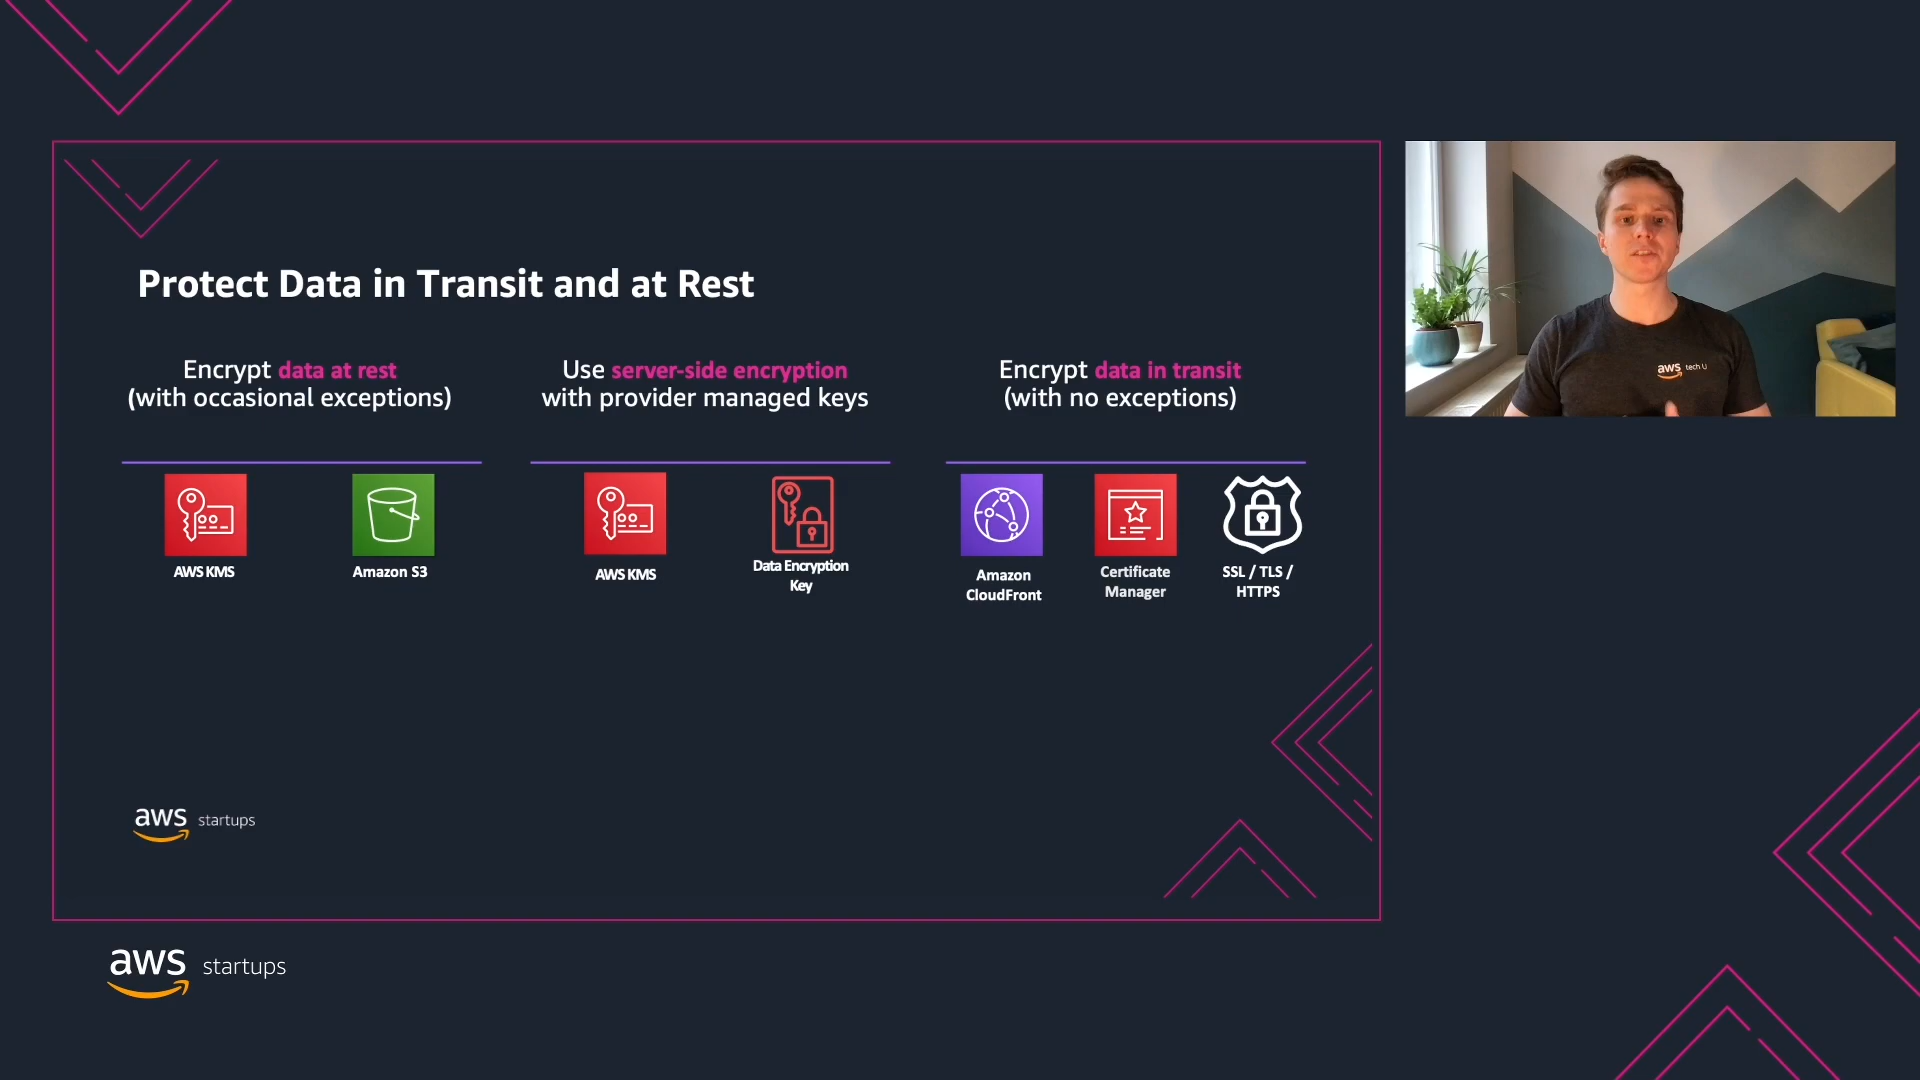 Protect Data in Transit and at Rest
Encrypt data at rest
(with occasional exceptions)
AWS KMS
Amazon S3
Use server-side encryption
with provider managed keys
AWS KMS
Data Encryption
Key
Encrypt data in transit
(with no exceptions)
Amazon
CloudFront
Certificate
Manager
SSL / TLS /
HTTPS
aws startups
aws tech U
aws startups